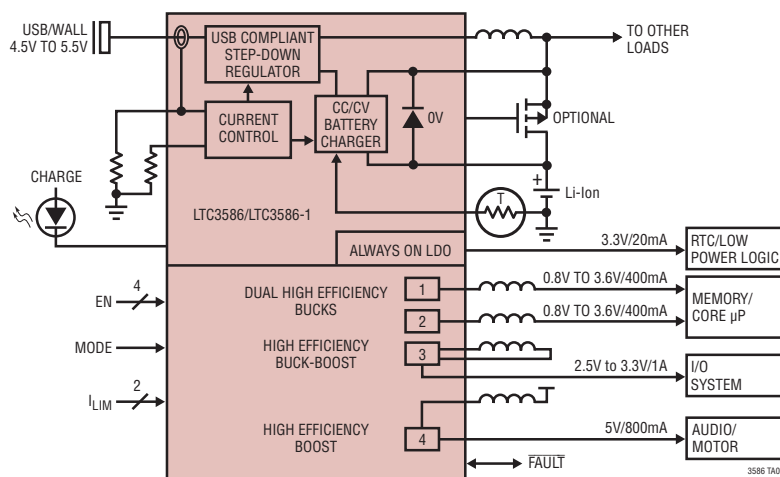 USB/WALL
4.5V TO 5.5V
USB COMPLIANT
STEP-DOWN
REGULATOR
TO OTHER
LOADS
CURRENT
CONTROL
CC/CV
BATTERY
CHARGER
0V
OPTIONAL
CHARGE
T
+
Li-Ion
LTC3586/LTC3586-1
ALWAYS ON LDO
3.3V/20mA
RTC/LOW
POWER LOGIC
EN
4
DUAL HIGH EFFICIENCY
BUCKS
1
0.8V TO 3.6V/400mA
2
0.8V TO 3.6V/400mA
MEMORY/
CORE µP
MODE
HIGH EFFICIENCY
BUCK-BOOST
3
2.5V to 3.3V/1A
I/O
SYSTEM
ILIM
2
HIGH EFFICIENCY
BOOST
4
5V/800mA
AUDIO/
MOTOR
FAULT
3586 TA0